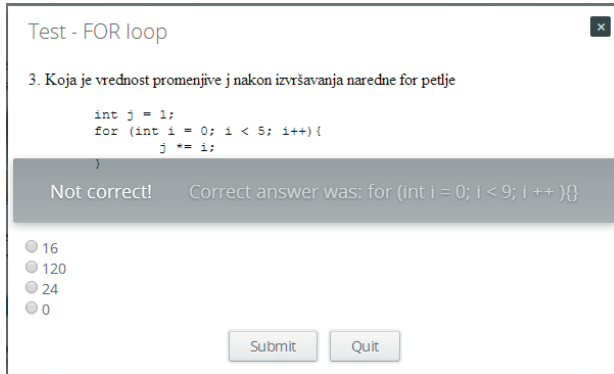 Test - FOR loop
3. Koja je vrednost promenjive j nakon izvršavanja naredne for petlje
int j = 1;
for (int i = 0; i < 5; i++){
j *= i;
}
Not correct! Correct answer was: for (int i = 0; i < 9; i ++ ){}
16
120
24
0
Submit Quit